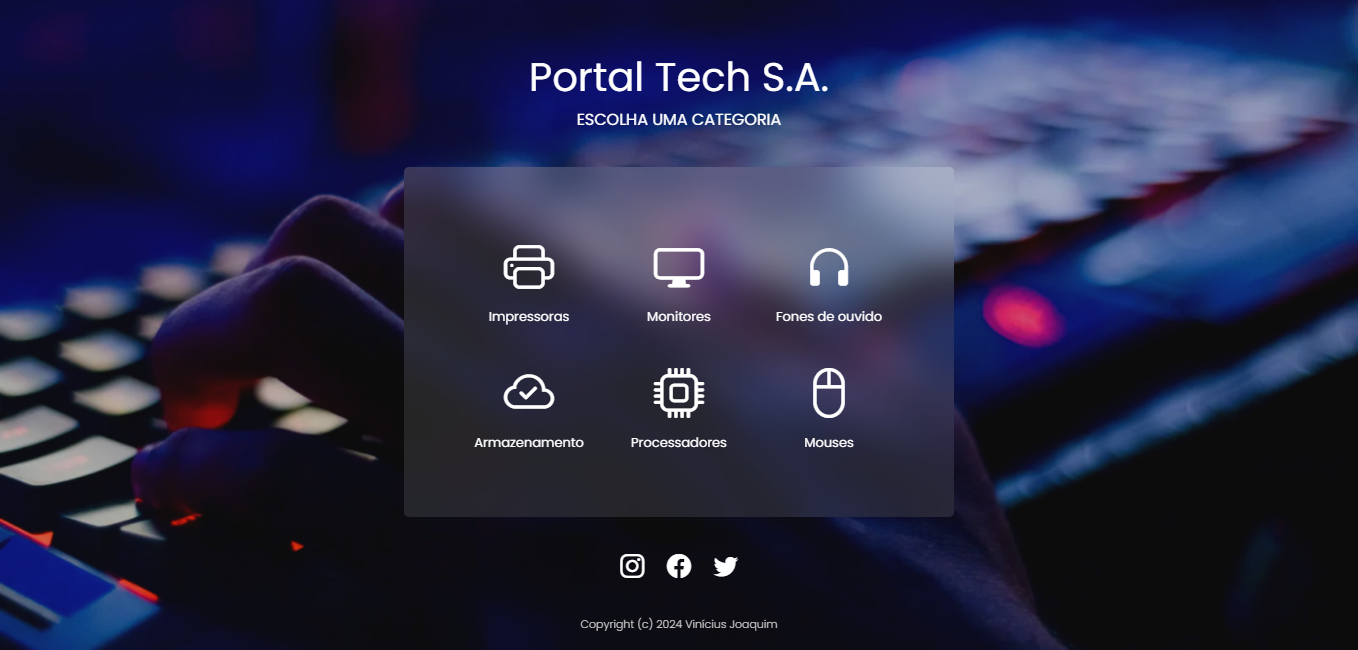 Portal Tech S.A.
ESCOLHA UMA CATEGORIA
Impressoras
Monitores
Fones de ouvido
Armazenamento
Processadores
Mouses
Copyright (c) 2024 Vinícius Joaquim